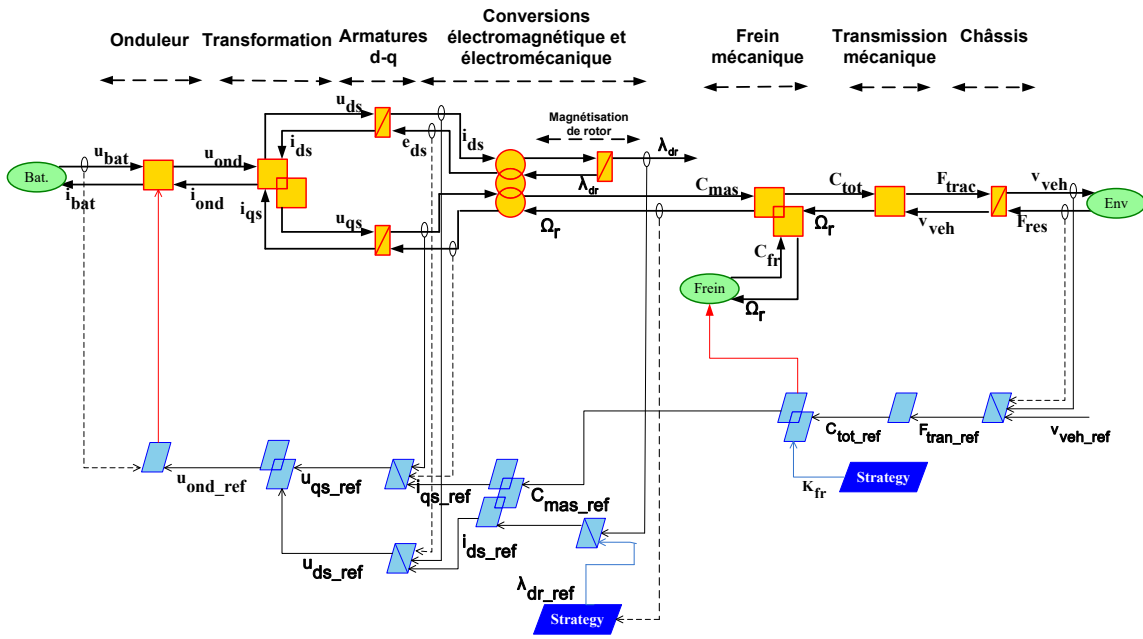 Onduleur
Transformation
Armatures
d-q
Conversions
électromagnétique et
électromécanique
Frein
mécanique
Transmission
mécanique
Châssis
Magnétisation
de rotor
Bat.
u_bat
i_bat
u_ond
i_ond
u_ds
i_ds
i_qs
u_qs
e_ds
i_ds
λ_dr
λ_dr
Ω_r
C_mas
C_tot
Ω_r
F_trac
v_veh
v_veh
F_res
Env
C_fr
Frein
Ω_r
u_ond_ref
u_qs_ref
i_qs_ref
C_mas_ref
C_tot_ref
F_tran_ref
v_veh_ref
K_fr
Strategy
u_ds_ref
i_ds_ref
λ_dr_ref
Strategy